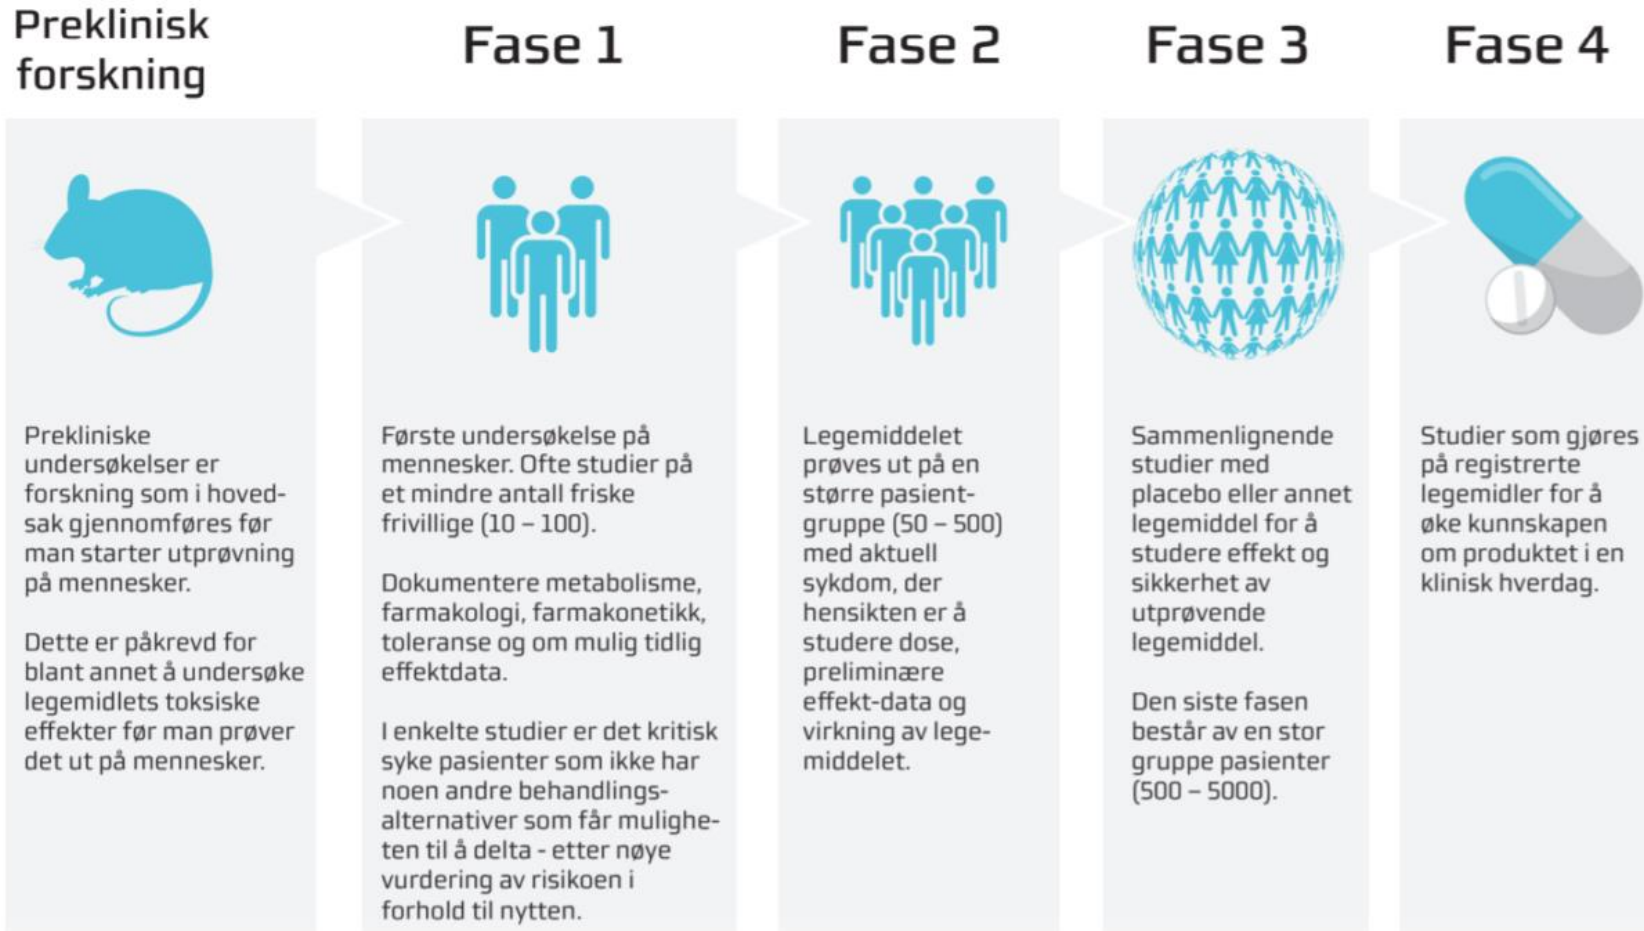 Preklinisk
forskning
Fase 1
Fase 2
Fase 3
Fase 4
Prekliniske
undersøkelser er
forskning som i hoved-
sak gjennomføres før
man starter utprøvning
på mennesker.
Dette er påkrevd for
blant annet å undersøke
legemidlets toksiske
effekter før man prøver
det ut på mennesker.
Første undersøkelse på
mennesker. Ofte studier på
et mindre antall friske
frivillige (10 – 100).
Dokumentere metabolisme,
farmakologi, farmakonetikk,
toleranse og om mulig tidlig
effektdata.
I enkelte studier er det kritisk
syke pasienter som ikke har
noen andre behandlings-
alternativer som får mulighe-
ten til å delta - etter nøye
vurdering av risikoen i
forhold til nytten.
Legemiddelet
prøves ut på en
større pasient-
gruppe (50 – 500)
med aktuell
sykdom, der
hensikten er å
studere dose,
preliminære
effekt-data og
virkning av lege-
middelet.
Sammenlignende
studier med
placebo eller annet
legemiddel for å
studere effekt og
sikkerhet av
utprøvende
legemiddel.
Den siste fasen
består av en stor
gruppe pasienter
(500 – 5000).
Studier som gjøres
på registrerte
legemidler for å
øke kunnskapen
om produktet i en
klinisk hverdag.